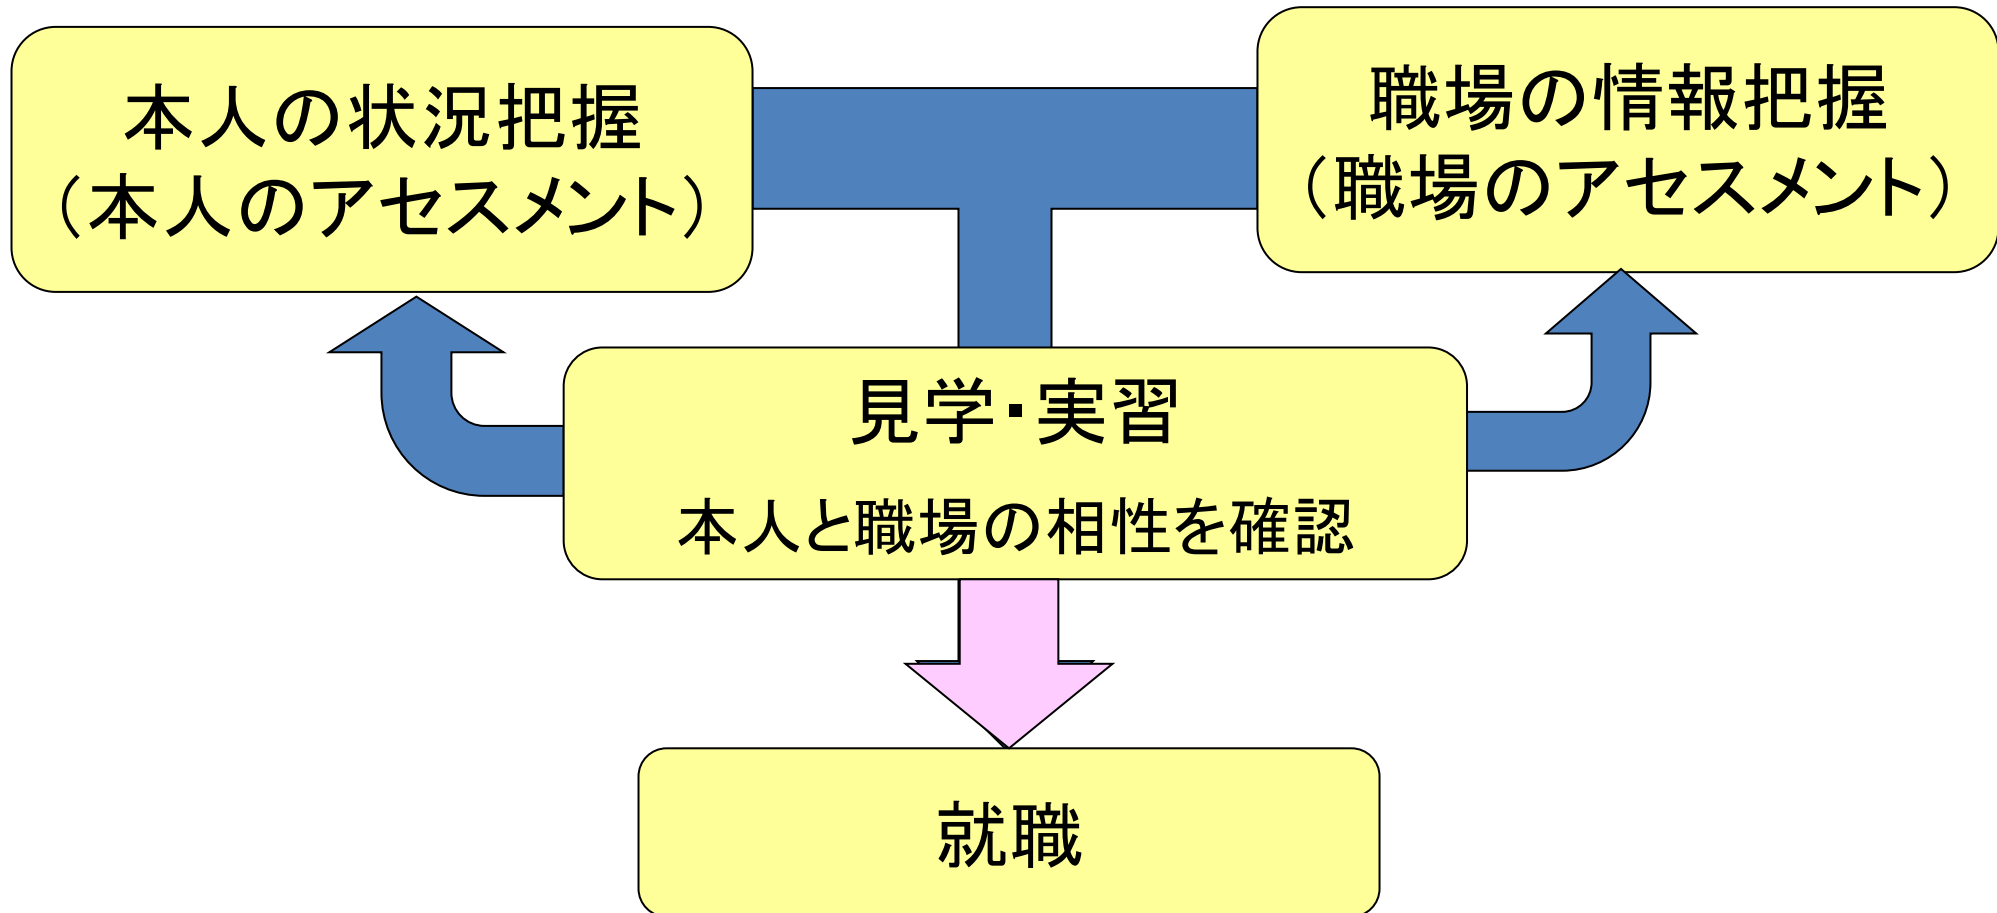 本人の状況把握
（本人のアセスメント）
職場の情報把握
（職場のアセスメント）
見学・実習
本人と職場の相性を確認
就職